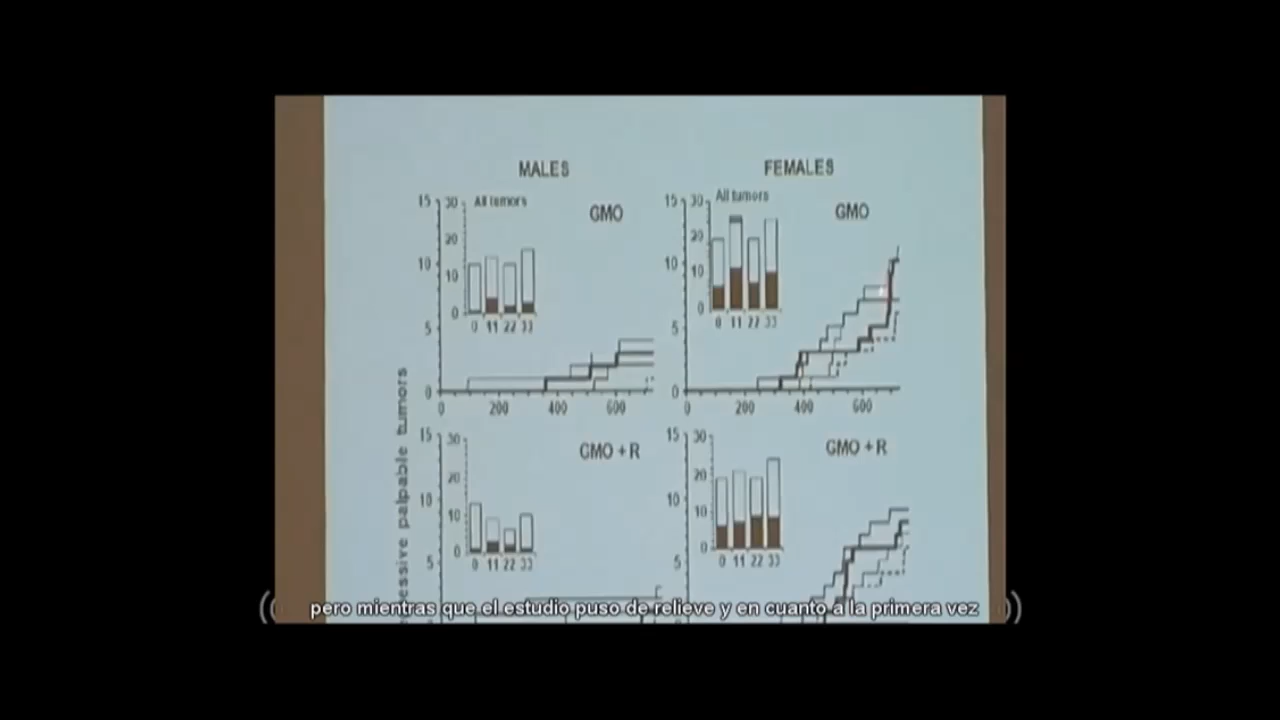 MALES FEMALES
15 30 All tumors GMO 15 30 All tumors GMO
20 20
10 10 10 10
0 0
0 11 22 33 0 11 22 33
5 5
0 0
0 200 400 600 0 200 400 600
15 30 GMO + R 15 30 GMO + R
20 20
10 10 10 10
0 0
0 11 22 33 0 11 22 33
5 5
palpable tumors
pero mientras que el estudio puso de relieve y en cuanto a la primera vez